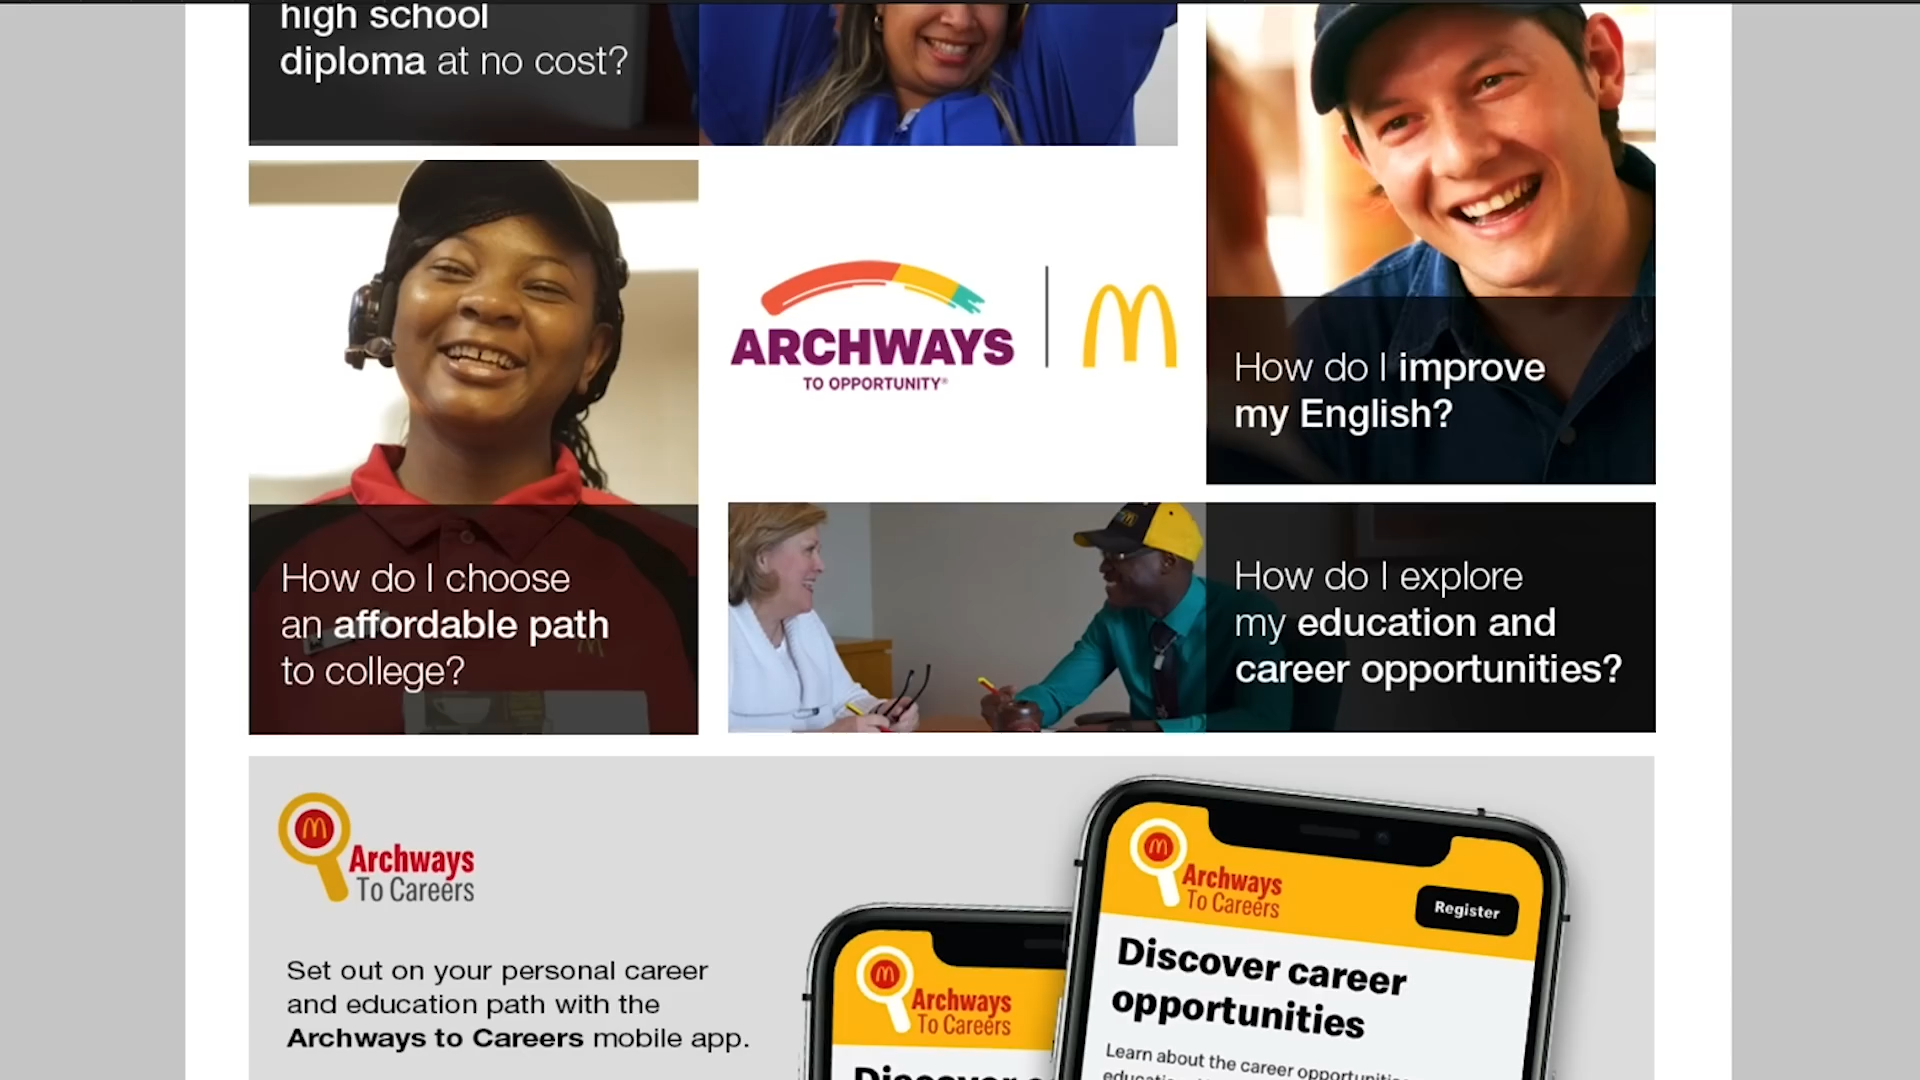 high school
diploma at no cost?
ARCHWAYS
TO OPPORTUNITY®
How do I improve
my English?
How do I choose
an affordable path
to college?
How do I explore
my education and
career opportunities?
Archways
To Careers
Set out on your personal career
and education path with the
Archways to Careers mobile app.
Archways
To Careers
Archways
To Careers
Register
Discover career
opportunities
Learn about the career